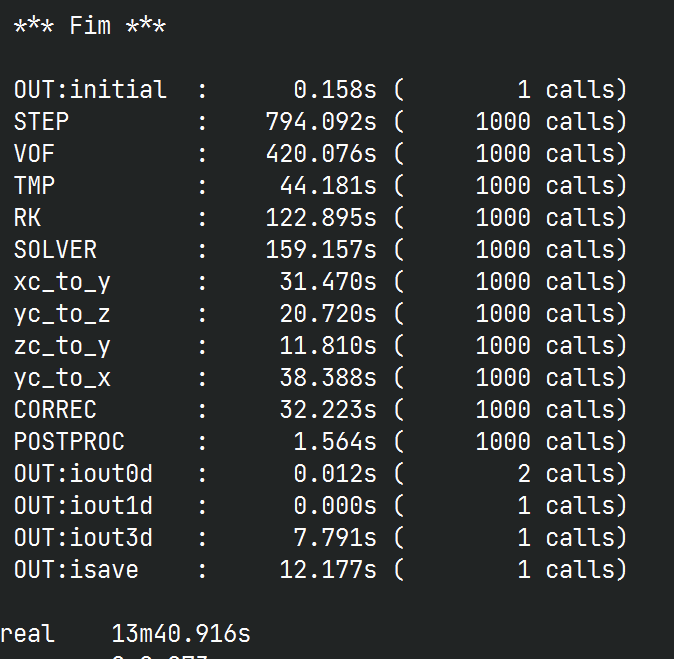 *** Fim ***
OUT:initial : 0.158s ( 1 calls)
STEP : 794.092s ( 1000 calls)
VOF : 420.076s ( 1000 calls)
TMP : 44.181s ( 1000 calls)
RK : 122.895s ( 1000 calls)
SOLVER : 159.157s ( 1000 calls)
xc_to_y : 31.470s ( 1000 calls)
yc_to_z : 20.720s ( 1000 calls)
zc_to_y : 11.810s ( 1000 calls)
yc_to_x : 38.388s ( 1000 calls)
CORREC : 32.223s ( 1000 calls)
POSTPROC : 1.564s ( 1000 calls)
OUT:iout0d : 0.012s ( 2 calls)
OUT:iout1d : 0.000s ( 1 calls)
OUT:iout3d : 7.791s ( 1 calls)
OUT:isave : 12.177s ( 1 calls)
real 13m40.916s